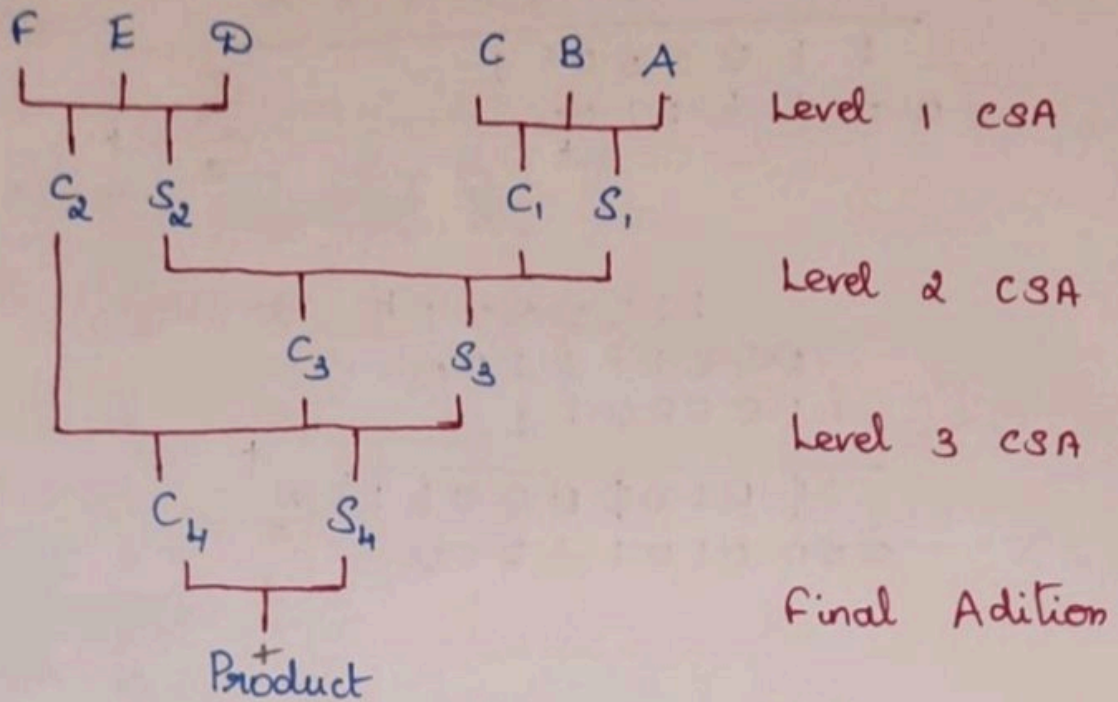 F E D C B A Level 1 CSA
C₂ S₂ C₁ S₁
Level 2 CSA
C₃ S₃
Level 3 CSA
C₄ S₄
Final Adition
+
Product